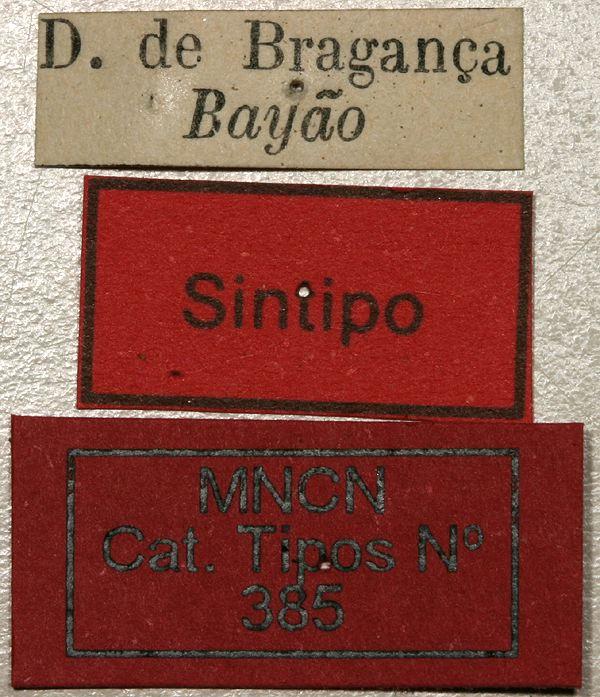 D. de Bragança
Bayão
Sintipo
MNCN
Cat. Tipos Nº
385